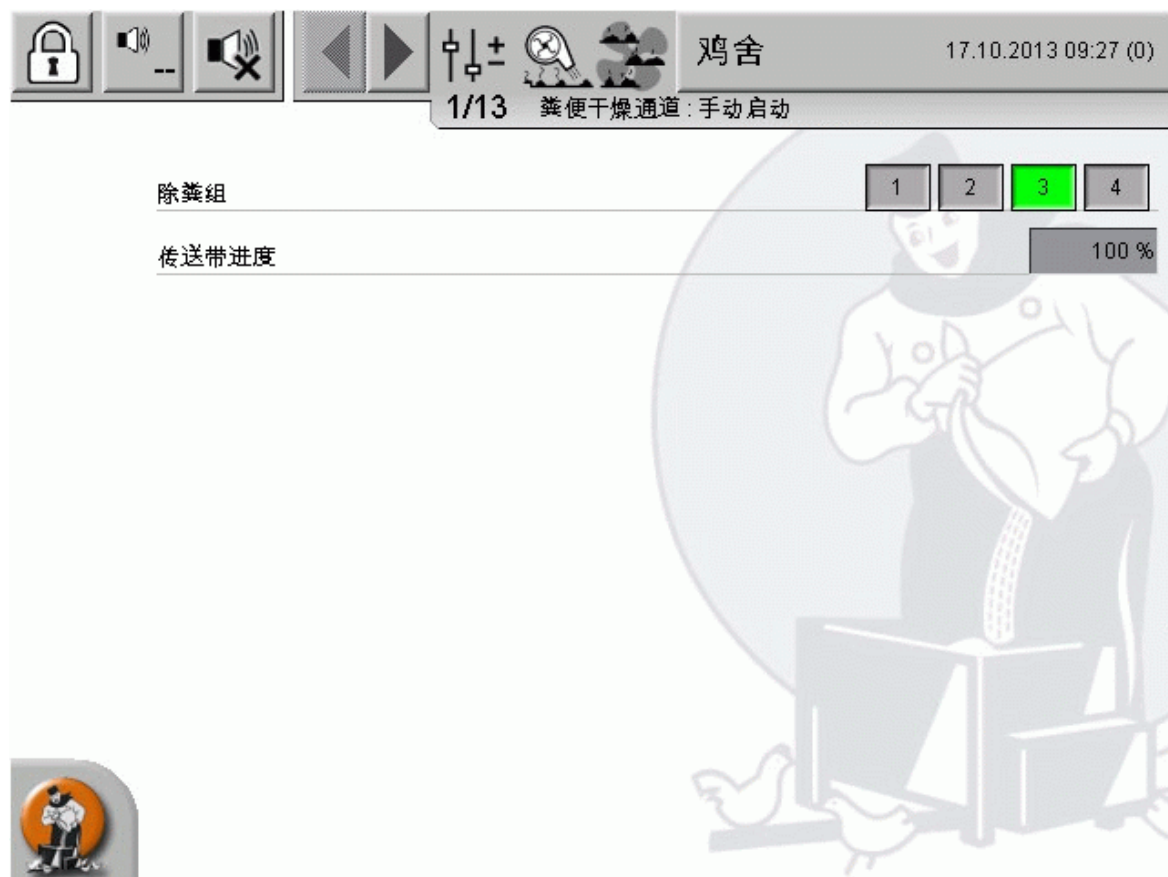 --
鸡舍
17.10.2013 09:27 (0)
1/13 粪便干燥通道:手动启动
除粪组 1 2 3 4
传送带进度 100 %